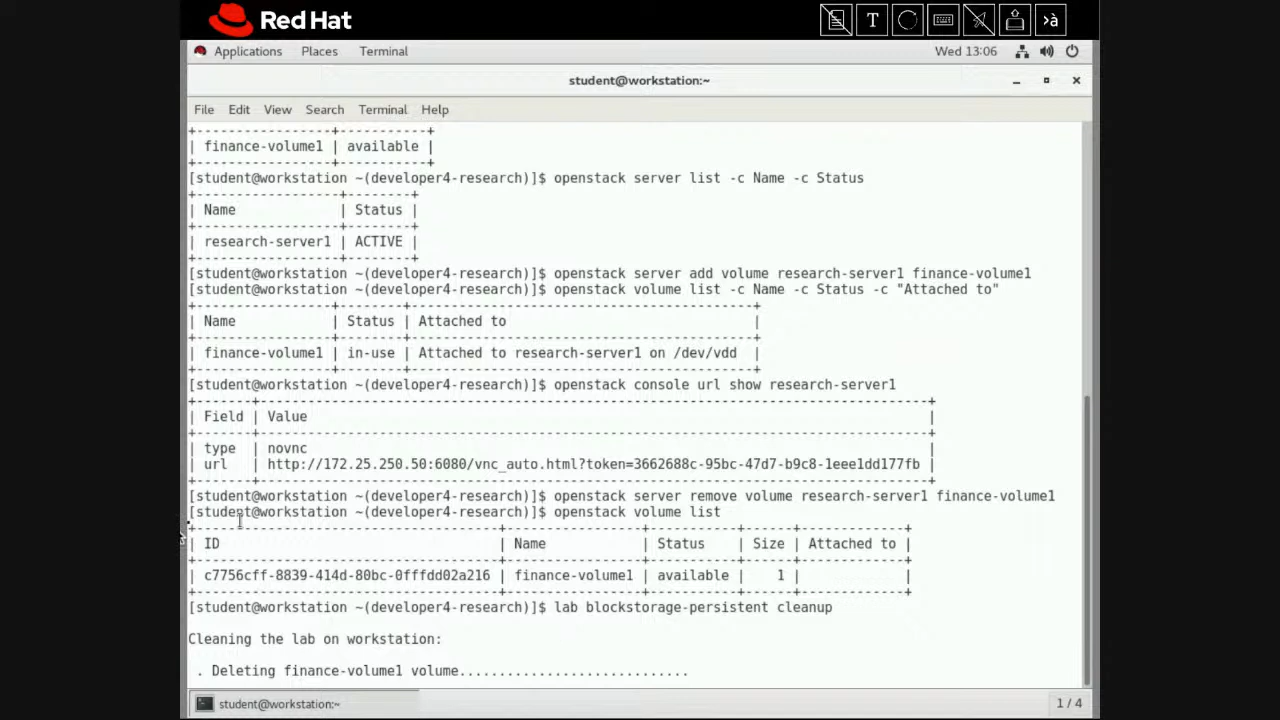 Red Hat
T
›à
Applications Places Terminal Wed 13:06
student@workstation:~
File Edit View Search Terminal Help
+-----------------+-----------+
| finance-volume1 | available |
+-----------------+-----------+
[student@workstation ~(developer4-research)]$ openstack server list -c Name -c Status
+------------------+--------+
| Name | Status |
+------------------+--------+
| research-server1 | ACTIVE |
+------------------+--------+
[student@workstation ~(developer4-research)]$ openstack server add volume research-server1 finance-volume1
[student@workstation ~(developer4-research)]$ openstack volume list -c Name -c Status -c "Attached to"
+-----------------+--------+-------------------------------------------+
| Name | Status | Attached to |
+-----------------+--------+-------------------------------------------+
| finance-volume1 | in-use | Attached to research-server1 on /dev/vdd |
+-----------------+--------+-------------------------------------------+
[student@workstation ~(developer4-research)]$ openstack console url show research-server1
+-------+------------------------------------------------------------------------------------+
| Field | Value |
+-------+------------------------------------------------------------------------------------+
| type | novnc |
| url | http://172.25.250.50:6080/vnc_auto.html?token=3662688c-95bc-47d7-b9c8-1eee1dd177fb |
+-------+------------------------------------------------------------------------------------+
[student@workstation ~(developer4-research)]$ openstack server remove volume research-server1 finance-volume1
[student@workstation ~(developer4-research)]$ openstack volume list
+--------------------------------------+-----------------+-----------+------+-------------+
| ID | Name | Status | Size | Attached to |
+--------------------------------------+-----------------+-----------+------+-------------+
| c7756cff-8839-414d-80bc-0fffdd02a216 | finance-volume1 | available | 1 | |
+--------------------------------------+-----------------+-----------+------+-------------+
[student@workstation ~(developer4-research)]$ lab blockstorage-persistent cleanup
Cleaning the lab on workstation:
. Deleting finance-volume1 volume.............................
student@workstation:~ 1 / 4